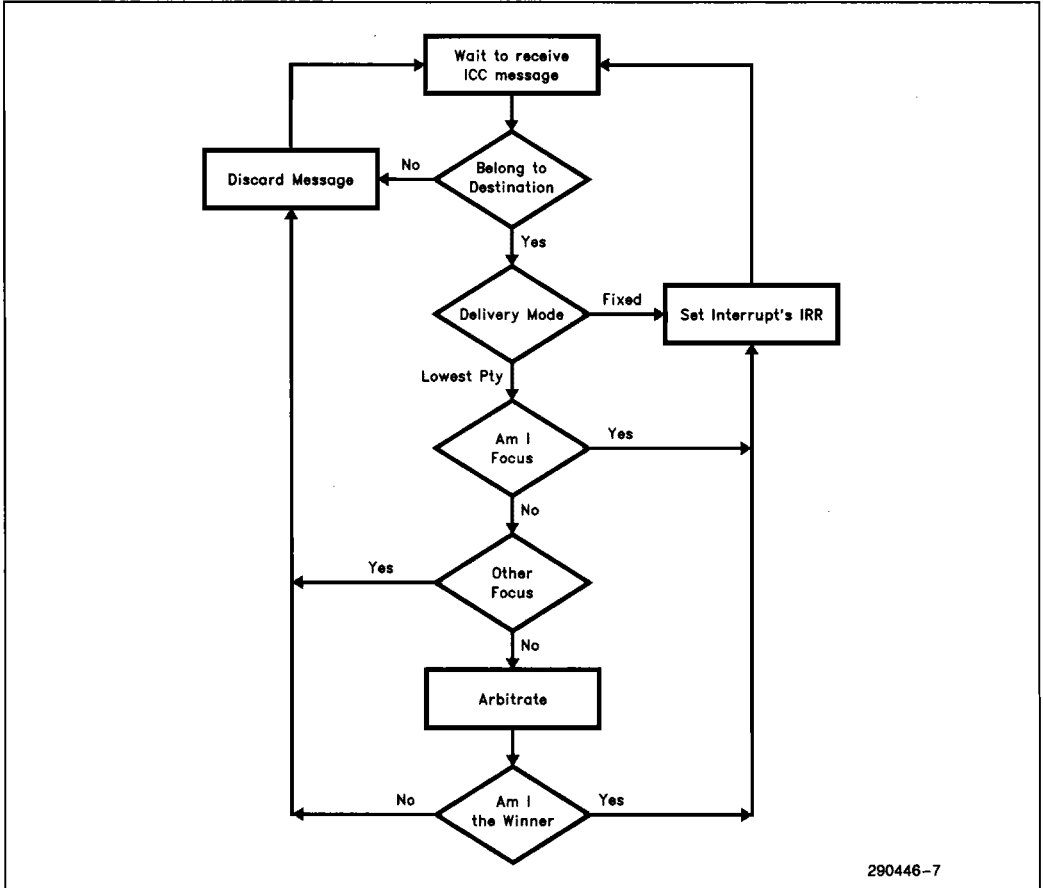 Wait to receive
ICC message
Belong to
Destination
No
Discard Message
Yes
Delivery Mode
Fixed
Set Interrupt's IRR
Lowest Pty
Am I
Focus
Yes
No
Other
Focus
Yes
No
Arbitrate
Am I
the Winner
No
Yes
290446-7